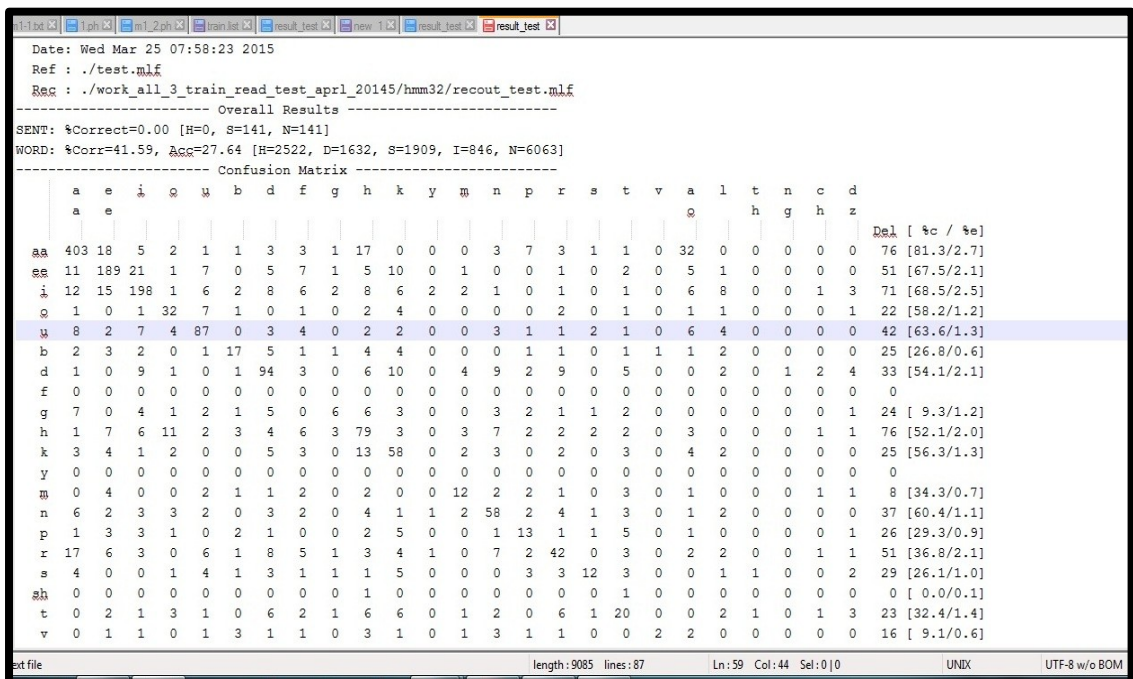 n1-1.txt 1.ph m1_2.ph train.list result_test new 1 result_test result_test
Date: Wed Mar 25 07:58:23 2015
Ref : ./test.mlf
Rec : ./work_all_3_train_read_test_aprl_20145/hmm32/recout_test.mlf
------------------------ Overall Results --------------------------
SENT: %Correct=0.00 [H=0, S=141, N=141]
WORD: %Corr=41.59, Acc=27.64 [H=2522, D=1632, S=1909, I=846, N=6063]
------------------------ Confusion Matrix -------------------------
a e i o u b d f g h k y m n p r s t v a l t n c d
a e o h g h z
Del [ %c / %e]
aa 403 18 5 2 1 1 3 3 1 17 0 0 0 3 7 3 1 1 0 32 0 0 0 0 0 76 [81.3/2.7]
ee 11 189 21 1 7 0 5 7 1 5 10 0 1 0 0 1 0 2 0 5 1 0 0 0 0 51 [67.5/2.1]
i 12 15 198 1 6 2 8 6 2 8 6 2 2 1 0 1 0 1 0 6 8 0 0 1 3 71 [68.5/2.5]
o 1 0 1 32 7 1 0 1 0 2 4 0 0 0 0 2 0 1 0 1 1 0 0 0 1 22 [58.2/1.2]
u 8 2 7 4 87 0 3 4 0 2 2 0 0 3 1 1 2 1 0 6 4 0 0 0 0 42 [63.6/1.3]
b 2 3 2 0 1 17 5 1 1 4 4 0 0 0 1 1 0 1 1 1 2 0 0 0 0 25 [26.8/0.6]
d 1 0 9 1 0 1 94 3 0 6 10 0 4 9 2 9 0 5 0 0 2 0 1 2 4 33 [54.1/2.1]
f 0 0 0 0 0 0 0 0 0 0 0 0 0 0 0 0 0 0 0 0 0 0 0 0 0 0
g 7 0 4 1 2 1 5 0 6 6 3 0 0 3 2 1 1 2 0 0 0 0 0 0 1 24 [ 9.3/1.2]
h 1 7 6 11 2 3 4 6 3 79 3 0 3 7 2 2 2 2 0 3 0 0 0 1 1 76 [52.1/2.0]
k 3 4 1 2 0 0 5 3 0 13 58 0 2 3 0 2 0 3 0 4 2 0 0 0 0 25 [56.3/1.3]
y 0 0 0 0 0 0 0 0 0 0 0 0 0 0 0 0 0 0 0 0 0 0 0 0 0 0
m 0 4 0 0 2 1 1 2 0 2 0 0 12 2 2 1 0 3 0 1 0 0 0 1 1 8 [34.3/0.7]
n 6 2 3 3 2 0 3 2 0 4 1 1 2 58 2 4 1 3 0 1 2 0 0 0 0 37 [60.4/1.1]
p 1 3 3 1 0 2 1 0 0 2 5 0 0 1 13 1 1 5 0 1 0 0 0 0 1 26 [29.3/0.9]
r 17 6 3 0 6 1 8 5 1 3 4 1 0 7 2 42 0 3 0 2 2 0 0 1 1 51 [36.8/2.1]
s 4 0 0 1 4 1 3 1 1 1 5 0 0 0 3 3 12 3 0 0 1 1 0 0 2 29 [26.1/1.0]
sh 0 0 0 0 0 0 0 0 0 1 0 0 0 0 0 0 0 1 0 0 0 0 0 0 0 0 [ 0.0/0.1]
t 0 2 1 3 1 0 6 2 1 6 6 0 1 2 0 6 1 20 0 0 2 1 0 1 3 23 [32.4/1.4]
v 0 1 1 0 1 3 1 1 0 3 1 0 1 3 1 1 0 0 2 2 0 0 0 0 0 16 [ 9.1/0.6]
ext file length : 9085 lines : 87 Ln : 59 Col : 44 Sel : 0 | 0 UNIX UTF-8 w/o BOM